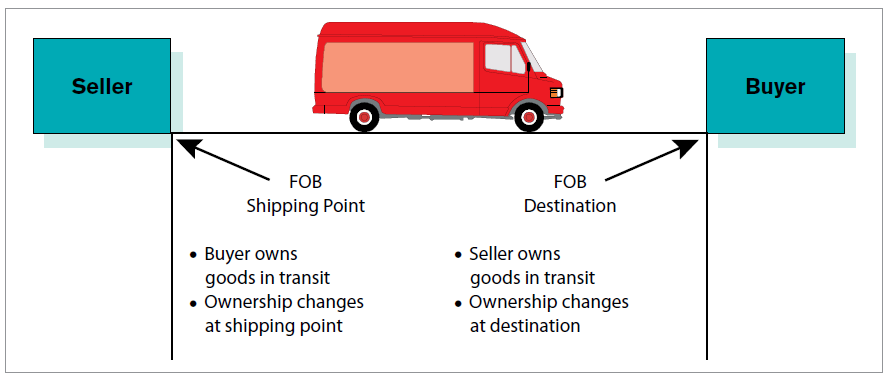 Seller
Buyer
FOB
Shipping Point
FOB
Destination
• Buyer owns
goods in transit
• Ownership changes
at shipping point
• Seller owns
goods in transit
• Ownership changes
at destination